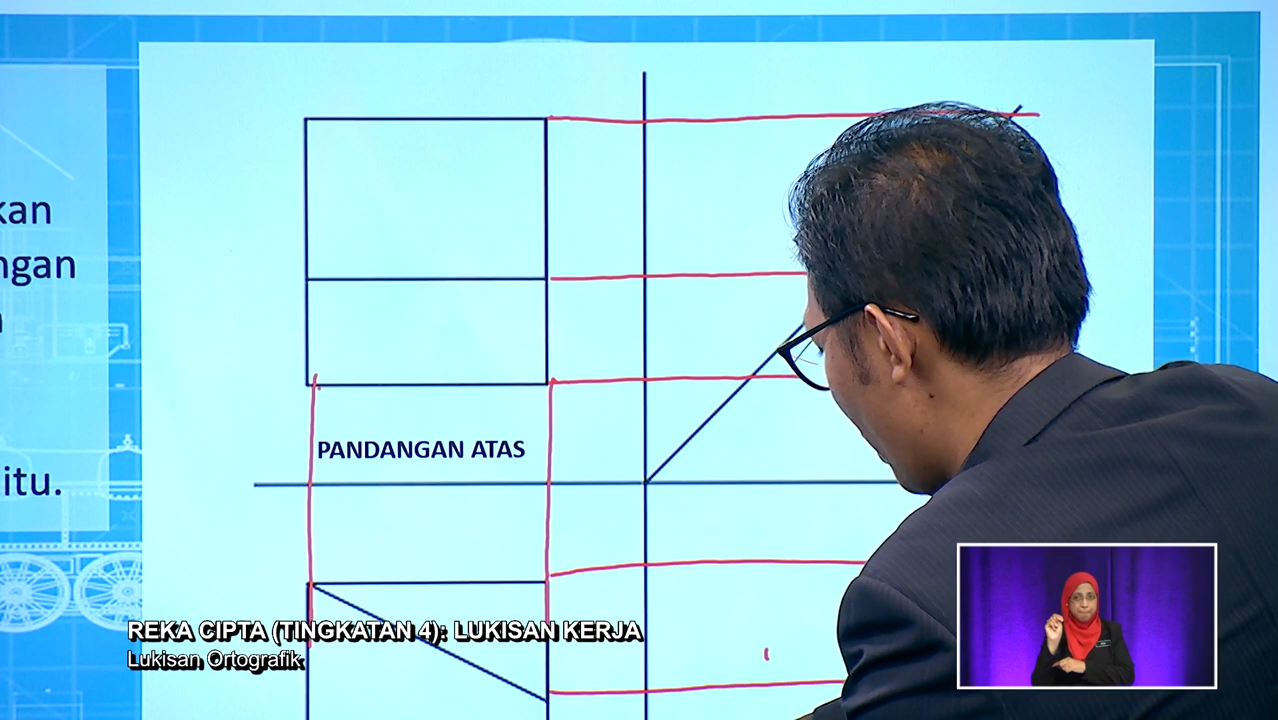 kan
ngan
itu.
PANDANGAN ATAS
REKA CIPTA (TINGKATAN 4): LUKISAN KERJA
Lukisan Ortografik